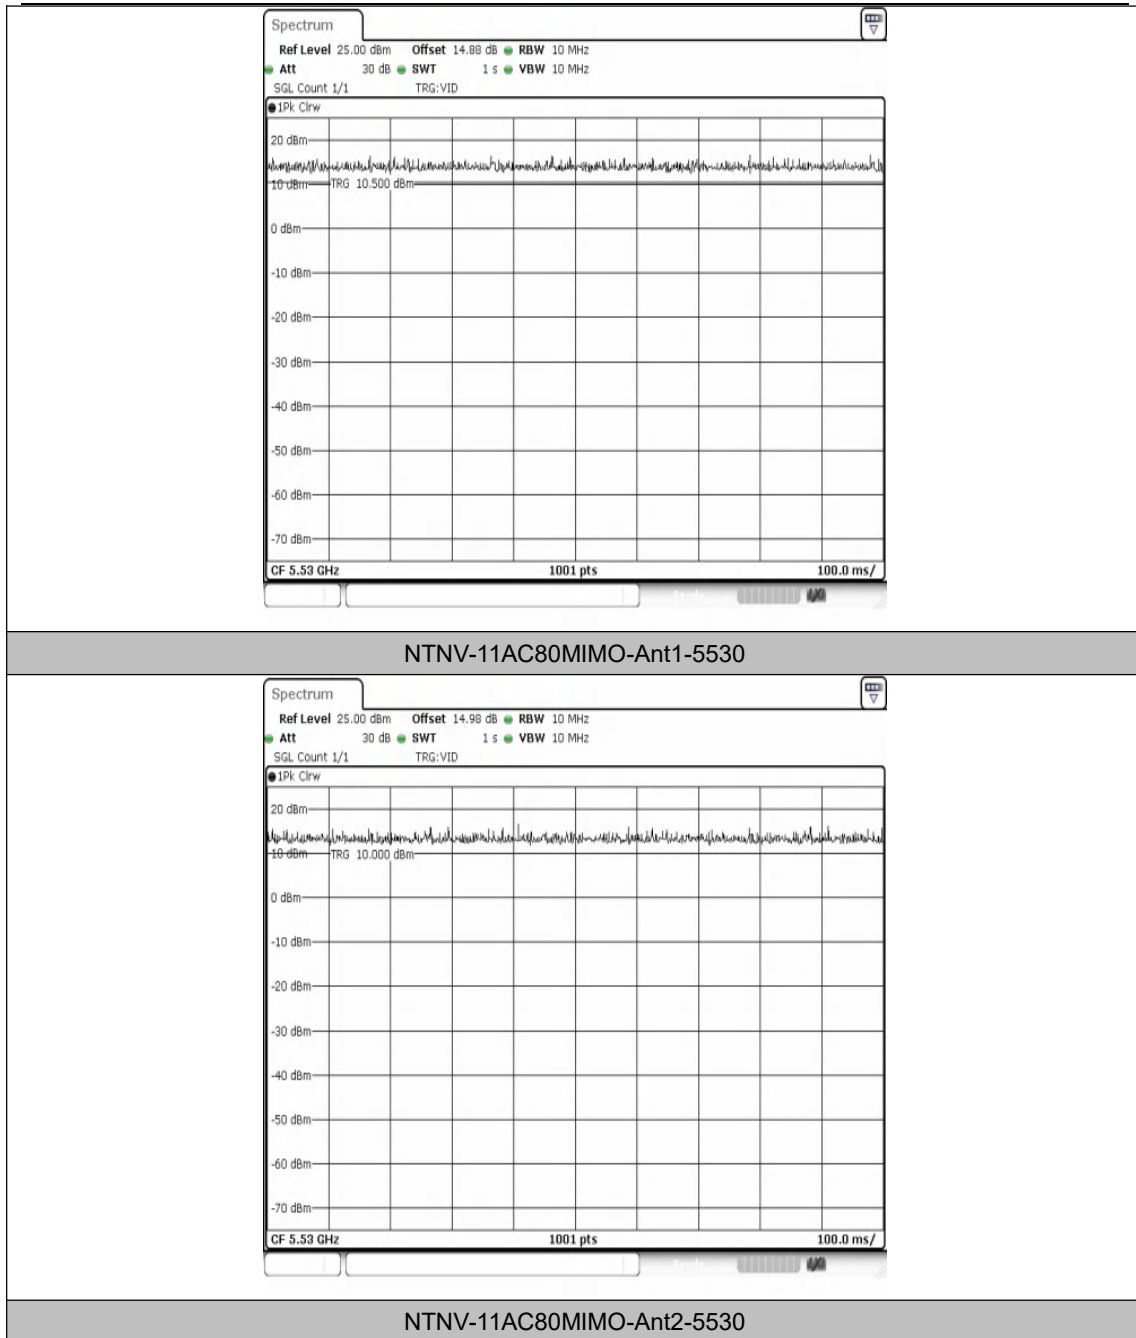 Spectrum
Ref Level 25.00 dBm Offset 14.88 dB RBW 10 MHz
Att 30 dB SWT 1 s VBW 10 MHz
SGL Count 1/1 TRG:VID
1Pk Clrw
20 dBm
10 dBm TRG 10.500 dBm
0 dBm
-10 dBm
-20 dBm
-30 dBm
-40 dBm
-50 dBm
-60 dBm
-70 dBm
CF 5.53 GHz 1001 pts 100.0 ms/
NTNV-11AC80MIMO-Ant1-5530
Spectrum
Ref Level 25.00 dBm Offset 14.98 dB RBW 10 MHz
Att 30 dB SWT 1 s VBW 10 MHz
SGL Count 1/1 TRG:VID
1Pk Clrw
20 dBm
10 dBm TRG 10.000 dBm
0 dBm
-10 dBm
-20 dBm
-30 dBm
-40 dBm
-50 dBm
-60 dBm
-70 dBm
CF 5.53 GHz 1001 pts 100.0 ms/
NTNV-11AC80MIMO-Ant2-5530